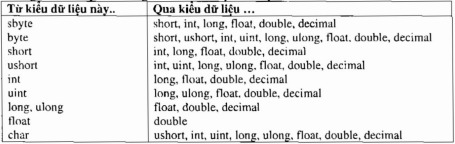 Từ kiểu dữ liệu này.. Qua kiểu dữ liệu …
sbyte short, int, long, float, double, decimal
byte short, ushort, int, uint, long, ulong, float, double, decimal
short int, long, float, double, decimal
ushort int, uint, long, ulong, float, double, decimal
int long, float, double, decimal
uint long, ulong, float, double, decimal
long, ulong float, double, decimal
float double
char ushort, int, uint, long, ulong, float, double, decimal